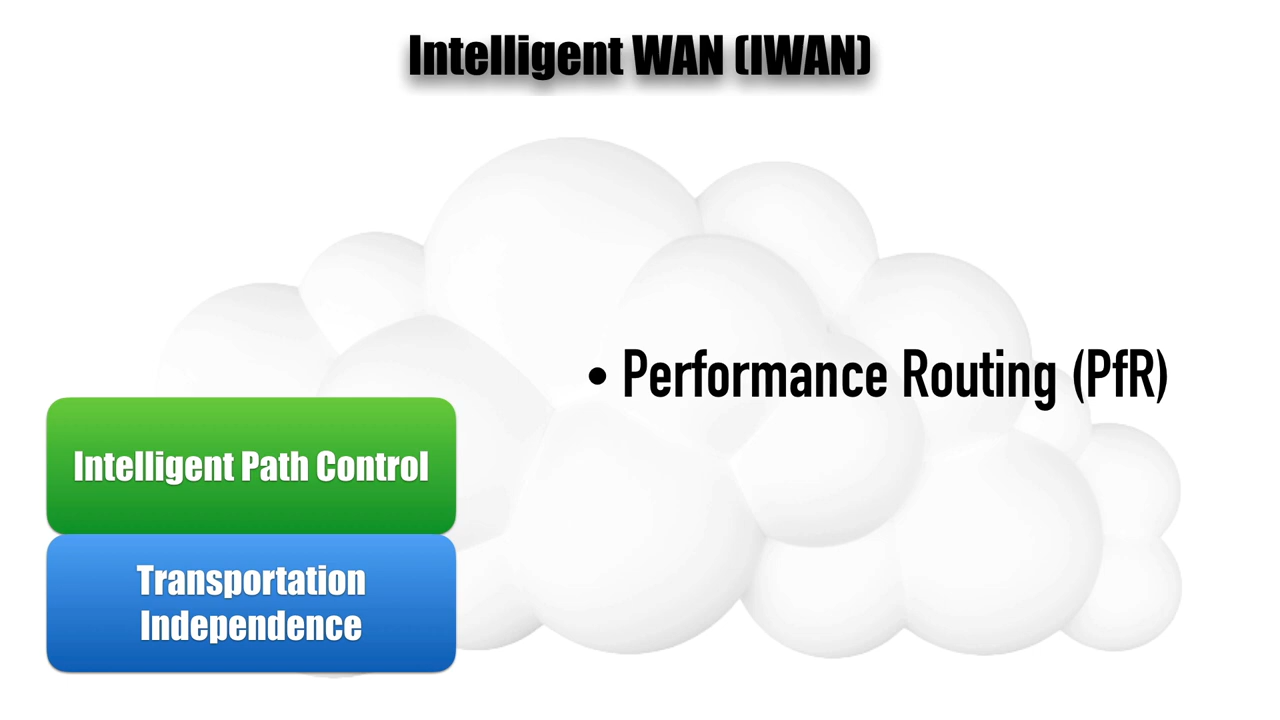 Intelligent WAN (IWAN)
• Performance Routing (PfR)
Intelligent Path Control
Transportation
Independence